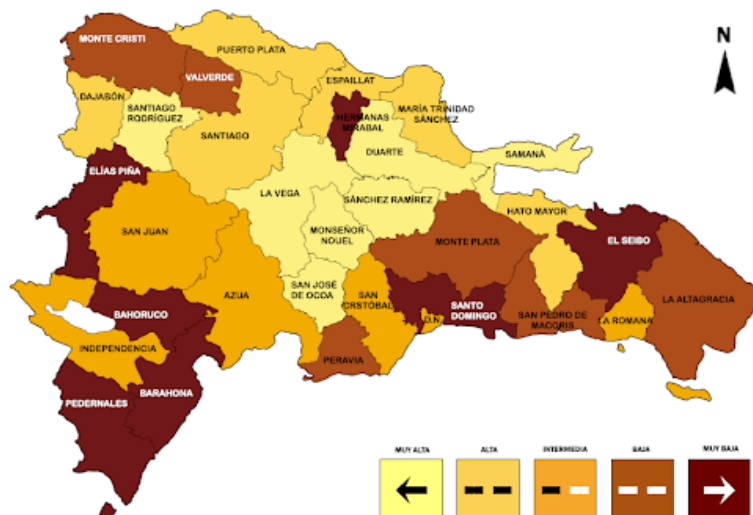 MONTE CRISTI
PUERTO PLATA
N
VALVERDE
ESPAILLAT
DAJABÓN
SANTIAGO
RODRÍGUEZ
SANTIAGO
HERMANAS
MIRABAL
MARÍA TRINIDAD
SÁNCHEZ
DUARTE
SAMANÁ
ELÍAS PIÑA
LA VEGA
SÁNCHEZ RAMÍREZ
HATO MAYOR
SAN JUAN
MONSEÑOR
NOUEL
MONTE PLATA
EL SEIBO
AZUA
SAN JOSÉ
DE OCOA
SAN
CRSTÓBAL
D.N.
SANTO
DOMINGO
SAN PEDRO DE
MACORIS
LA ROMANA
LA ALTAGRACIA
BAHORUCO
INDEPENDENCIA
PERAVIA
PEDERNALES
BARAHONA
MUY ALTA
ALTA
INTERMEDIA
BAJA
MUY BAJA